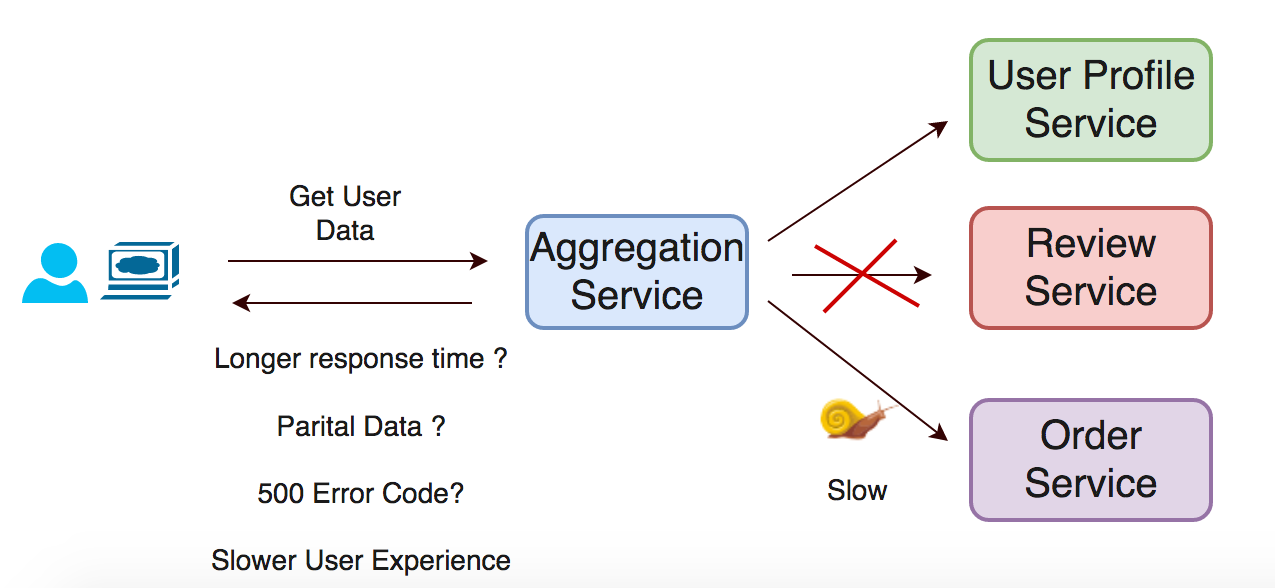 Get User
Data
Longer response time ?
Parital Data ?
500 Error Code?
Slower User Experience
Aggregation
Service
Slow
User Profile
Service
Review
Service
Order
Service